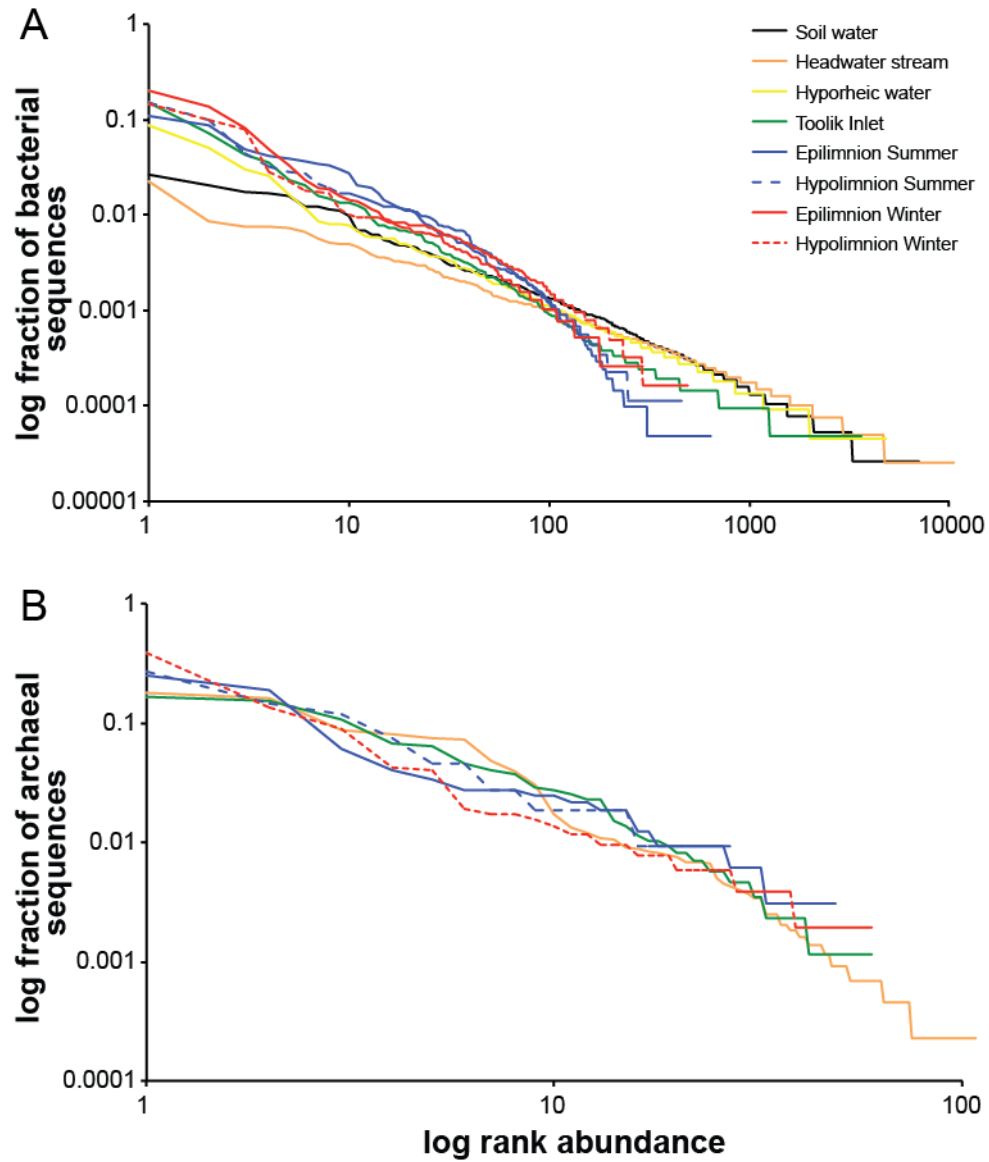 A
log fraction of bacterial
sequences
1
0.1
0.01
0.001
0.0001
0.00001
1 10 100 1000 10000
Soil water
Headwater stream
Hyporheic water
Toolik Inlet
Epilimnion Summer
Hypolimnion Summer
Epilimnion Winter
Hypolimnion Winter
B
log fraction of archaeal
sequences
1
0.1
0.01
0.001
0.0001
1 10 100
log rank abundance